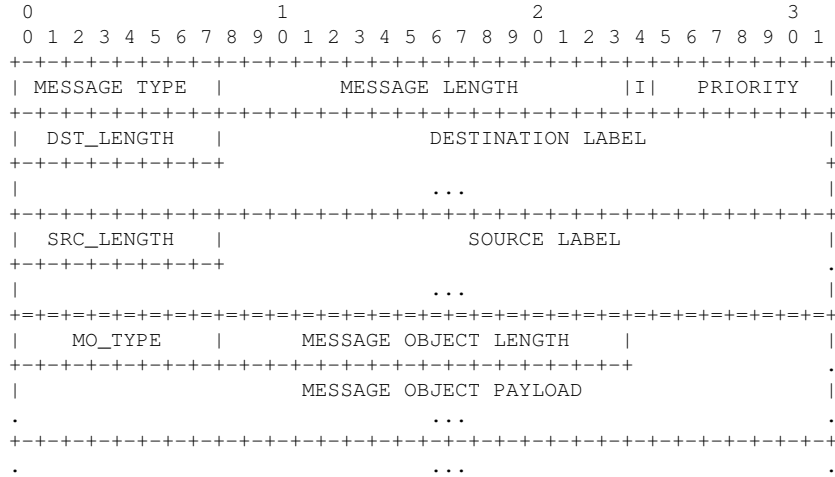 0                   1                   2                   3
 0 1 2 3 4 5 6 7 8 9 0 1 2 3 4 5 6 7 8 9 0 1 2 3 4 5 6 7 8 9 0 1
+-+-+-+-+-+-+-+-+-+-+-+-+-+-+-+-+-+-+-+-+-+-+-+-+-+-+-+-+-+-+-+-+
| MESSAGE TYPE  |         MESSAGE LENGTH        |I|   PRIORITY  |
+-+-+-+-+-+-+-+-+-+-+-+-+-+-+-+-+-+-+-+-+-+-+-+-+-+-+-+-+-+-+-+-+
|  DST_LENGTH   |                DESTINATION LABEL              |
+-+-+-+-+-+-+-+-+                                               +
|                                ...                            |
+-+-+-+-+-+-+-+-+-+-+-+-+-+-+-+-+-+-+-+-+-+-+-+-+-+-+-+-+-+-+-+-+
|  SRC_LENGTH   |                   SOURCE LABEL                |
+-+-+-+-+-+-+-+-+                                               .
|                                ...                            |
+=+=+=+=+=+=+=+=+=+=+=+=+=+=+=+=+=+=+=+=+=+=+=+=+=+=+=+=+=+=+=+=+
|    MO_TYPE    |      MESSAGE OBJECT LENGTH    |               |
+-+-+-+-+-+-+-+-+-+-+-+-+-+-+-+-+-+-+-+-+-+-+-+-+               .
|                      MESSAGE OBJECT PAYLOAD                   |
.                                ...                            .
+-+-+-+-+-+-+-+-+-+-+-+-+-+-+-+-+-+-+-+-+-+-+-+-+-+-+-+-+-+-+-+-+
.                                ...                            .